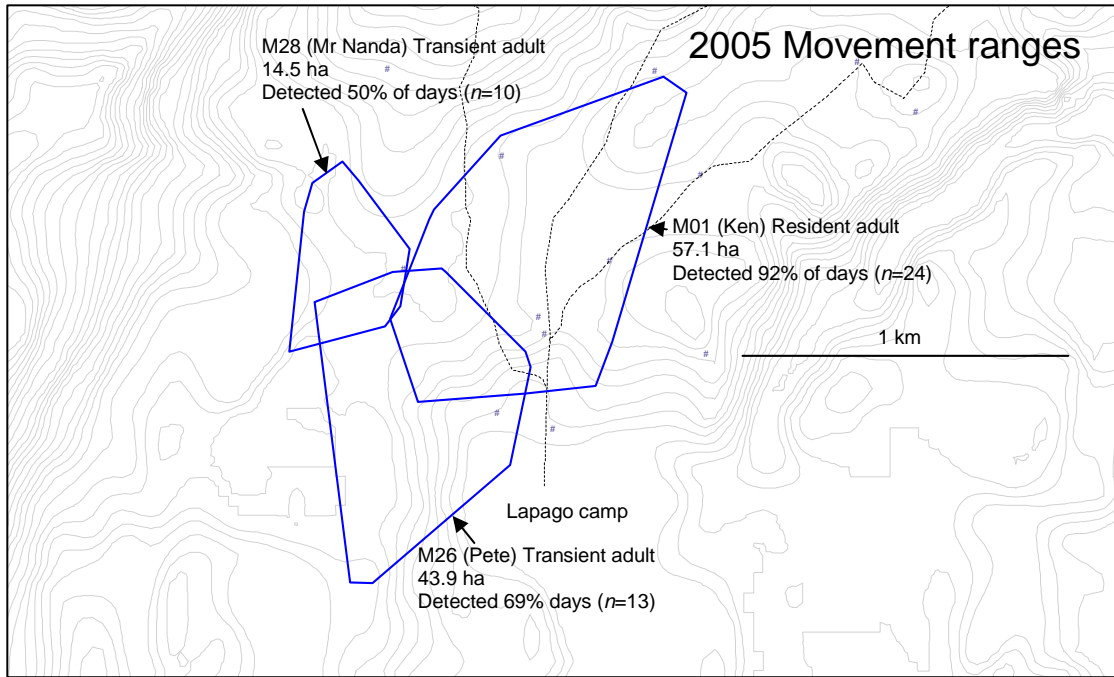 2005 Movement ranges
M28 (Mr Nanda) Transient adult
14.5 ha
Detected 50% of days (n=10)
M01 (Ken) Resident adult
57.1 ha
Detected 92% of days (n=24)
1 km
Lapago camp
M26 (Pete) Transient adult
43.9 ha
Detected 69% days (n=13)